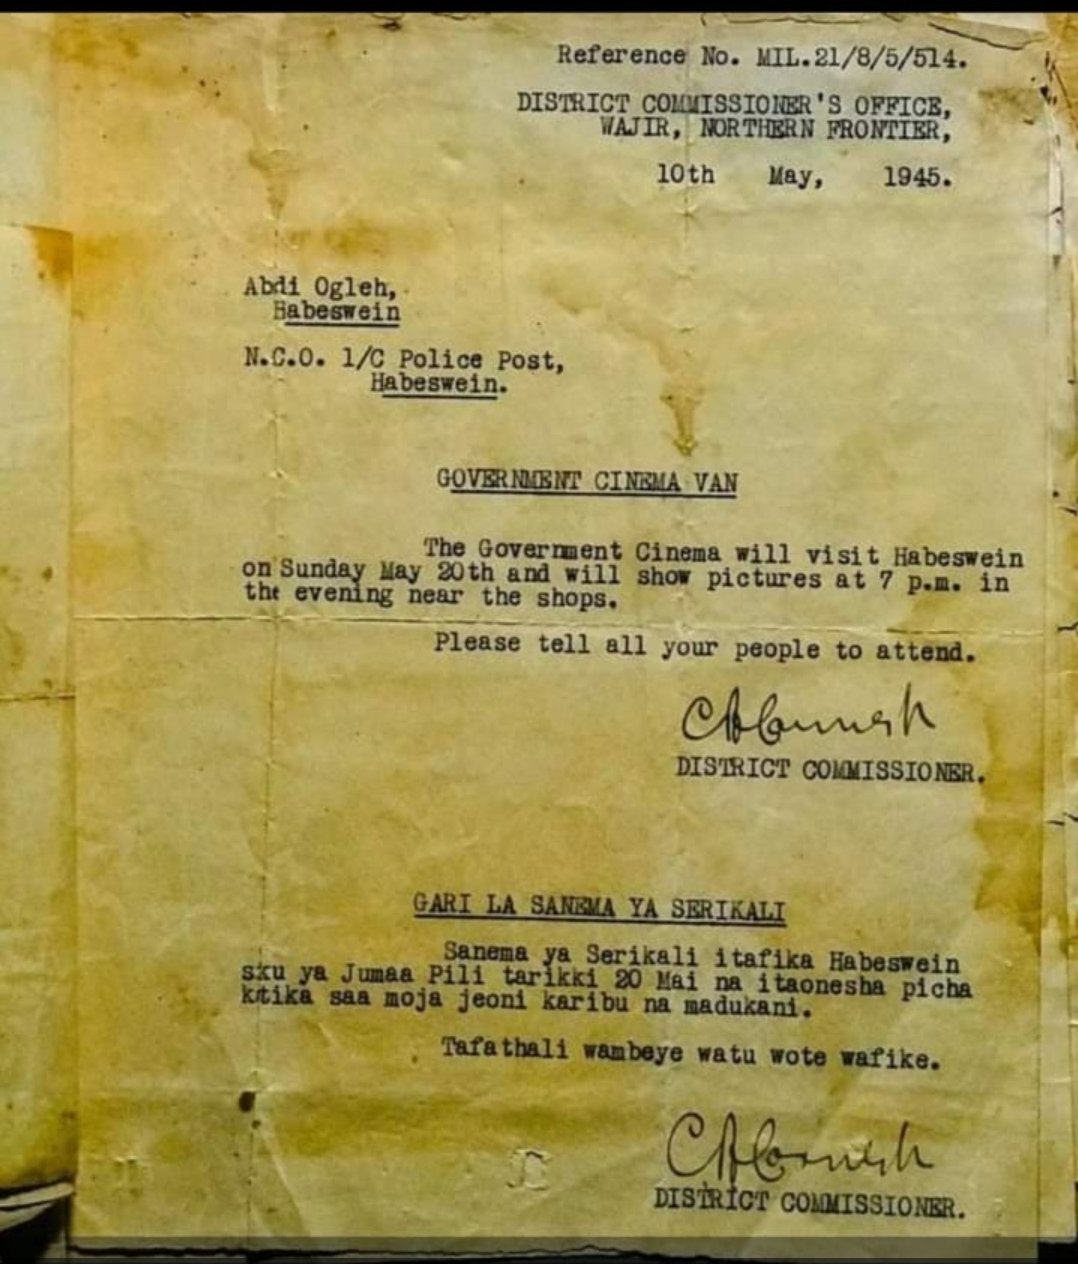 Reference No. MIL.21/8/5/514.
DISTRICT COMMISSIONER'S OFFICE,
WAJIR, NORTHERN FRONTIER,
10th May, 1945.
Abdi Ogleh,
Habeswein
N.C.O. 1/C Police Post,
Habeswein.
GOVERNMENT CINEMA VAN
The Government Cinema will visit Habeswein
on Sunday May 20th and will show pictures at 7 p.m. in
the evening near the shops.
Please tell all your people to attend.
DISTRICT COMMISSIONER.
GARI LA SANEMA YA SERIKALI
Sanema ya Serikali itafika Habeswein
siku ya Jumaa Pili tarikki 20 Mai na itaonesha picha
katika saa moja jeoni karibu na madukani.
Tafathali wambeye watu wote wafike.
DISTRICT COMMISSIONER.